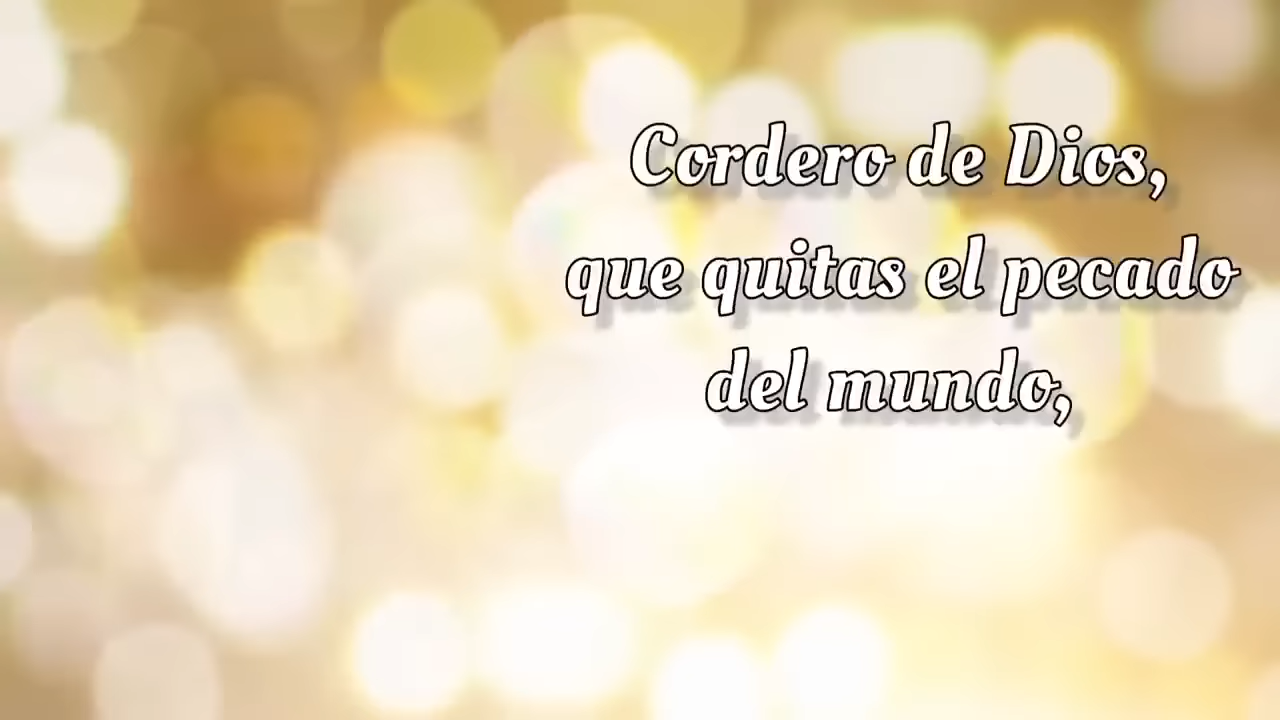 Cordero de Dios,
que quitas el pecado
del mundo,